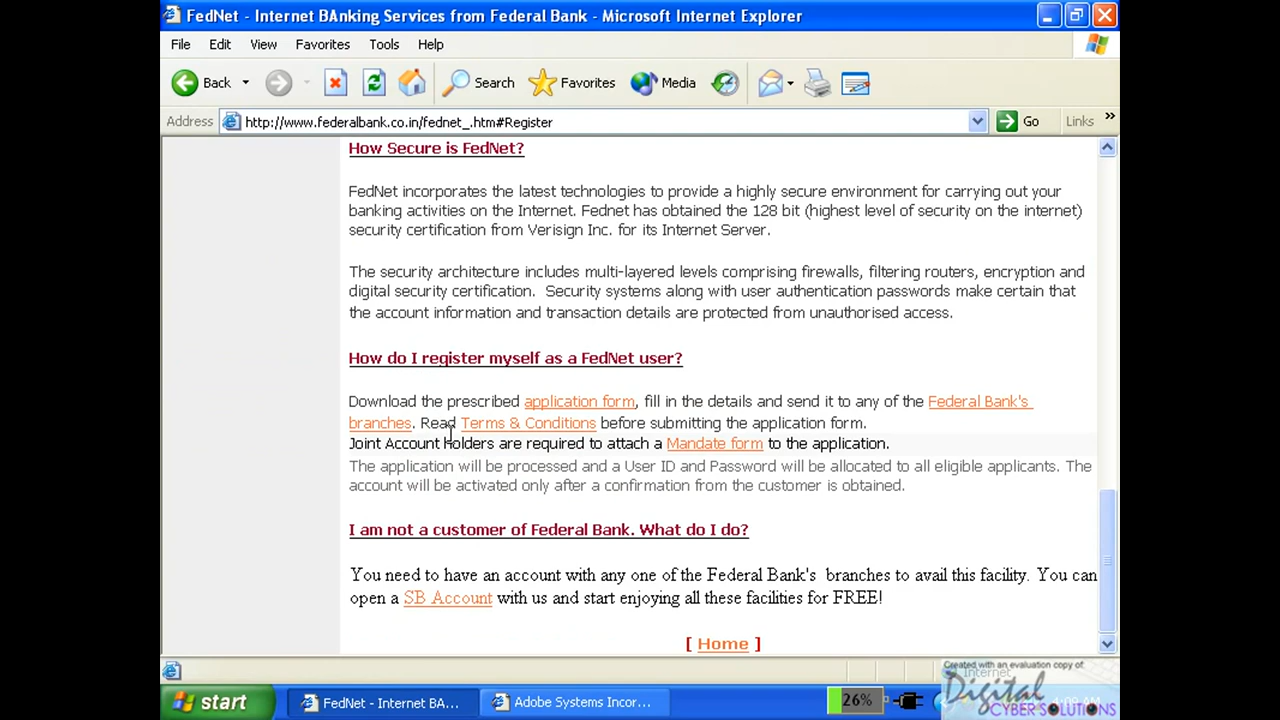 FedNet - Internet BAnking Services from Federal Bank - Microsoft Internet Explorer
File Edit View Favorites Tools Help
Back Search Favorites Media
Address http://www.federalbank.co.in/fednet_.htm#Register Go Links »
How Secure is FedNet?
FedNet incorporates the latest technologies to provide a highly secure environment for carrying out your
banking activities on the Internet. Fednet has obtained the 128 bit (highest level of security on the internet)
security certification from Verisign Inc. for its Internet Server.
The security architecture includes multi-layered levels comprising firewalls, filtering routers, encryption and
digital security certification. Security systems along with user authentication passwords make certain that
the account information and transaction details are protected from unauthorised access.
How do I register myself as a FedNet user?
Download the prescribed application form, fill in the details and send it to any of the Federal Bank's
branches. Read Terms & Conditions before submitting the application form.
Joint Account Holders are required to attach a Mandate form to the application.
The application will be processed and a User ID and Password will be allocated to all eligible applicants. The
account will be activated only after a confirmation from the customer is obtained.
I am not a customer of Federal Bank. What do I do?
You need to have an account with any one of the Federal Bank's branches to avail this facility. You can
open a SB Account with us and start enjoying all these facilities for FREE!
[ Home ]
Created with an evaluation copy of
Internet
start FedNet - Internet BA... Adobe Systems Incor... 26%
Digital
CYBER SOLUTIONS